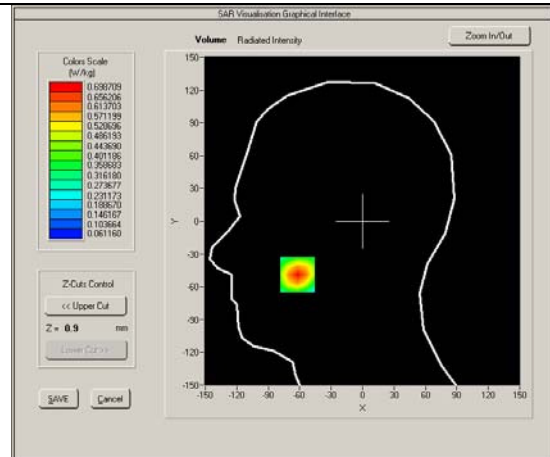 SAR Visualisation Graphical Interface
Volume Radiated Intensity
Zoom In/Out
Colors Scale
(W/kg)
0.698709
0.656206
0.613703
0.571199
0.528696
0.486193
0.443690
0.401186
0.358683
0.316180
0.273677
0.231173
0.188670
0.146167
0.103664
0.061160
Z-Cuts Control
<< Upper Cut
Z = 0.9 mm
Lower Cut >>
SAVE
Cancel
150
120
90
60
30
0
-30
-60
-90
-120
-150
Y
-150 -120 -90 -60 -30 0 30 60 90 120 150
X